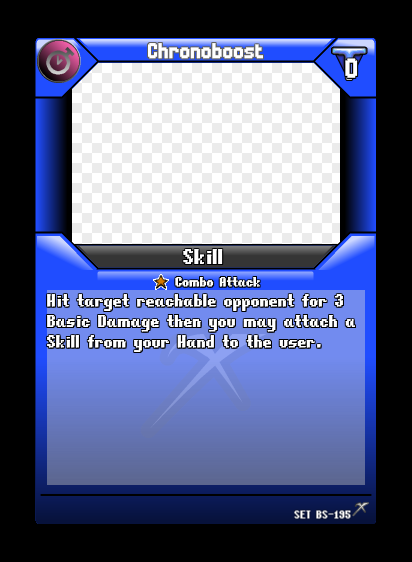 Chronoboost
0
Skill
Combo Attack
Hit target reachable opponent for 3
Basic Damage then you may attach a
Skill from your Hand to the user.
SET BS-195